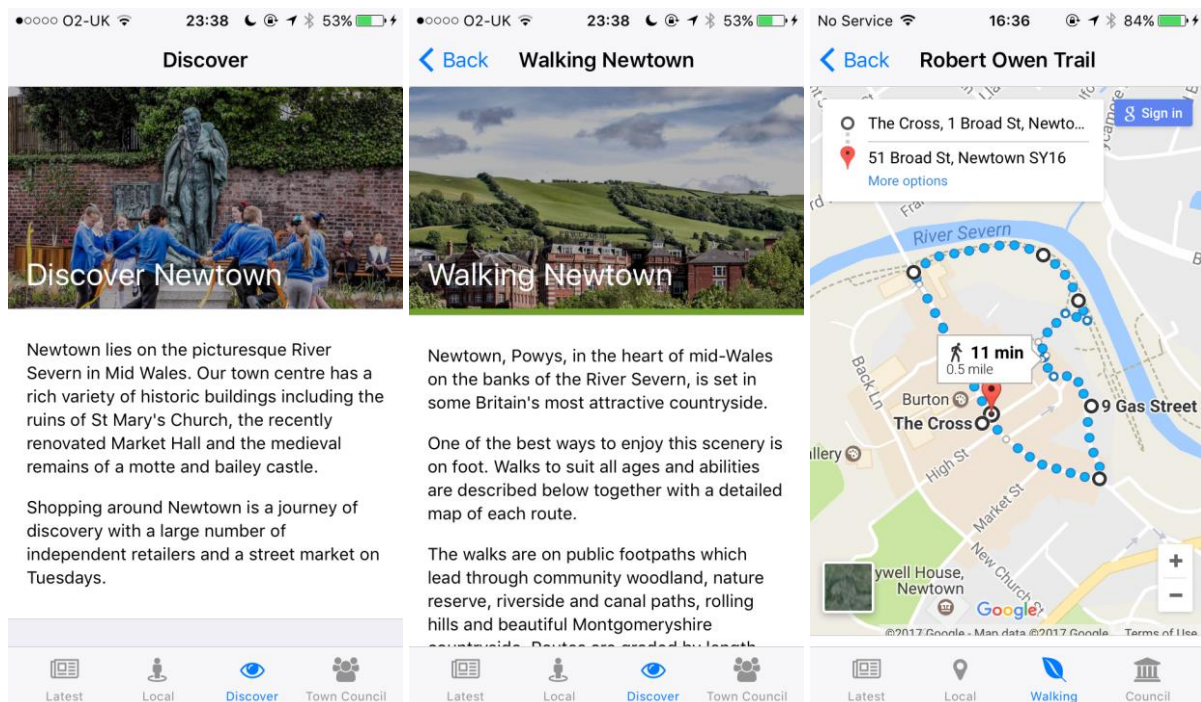 O2-UK 23:38 53%
Discover
Discover Newtown
Newtown lies on the picturesque River
Severn in Mid Wales. Our town centre has a
rich variety of historic buildings including the
ruins of St Mary's Church, the recently
renovated Market Hall and the medieval
remains of a motte and bailey castle.
Shopping around Newtown is a journey of
discovery with a large number of
independent retailers and a street market on
Tuesdays.
Latest Local Discover Town Council
O2-UK 23:38 53%
Back Walking Newtown
Walking Newtown
Newtown, Powys, in the heart of mid-Wales
on the banks of the River Severn, is set in
some Britain's most attractive countryside.
One of the best ways to enjoy this scenery is
on foot. Walks to suit all ages and abilities
are described below together with a detailed
map of each route.
The walks are on public footpaths which
lead through community woodland, nature
reserve, riverside and canal paths, rolling
hills and beautiful Montgomeryshire
countryside. Routes are graded by length
Latest Local Discover Town Council
No Service 16:36 84%
Back Robert Owen Trail
The Cross, 1 Broad St, Newto...
51 Broad St, Newtown SY16
More options
g Sign in
River Severn
Back Ln
11 min
0.5 mile
Burton
The Cross
9 Gas Street
llery
High St
Market St
New Church St
ywell House,
Newtown
Google
+
−
©2017 Google - Map data ©2017 Google Terms of Use
Latest Local Walking Council